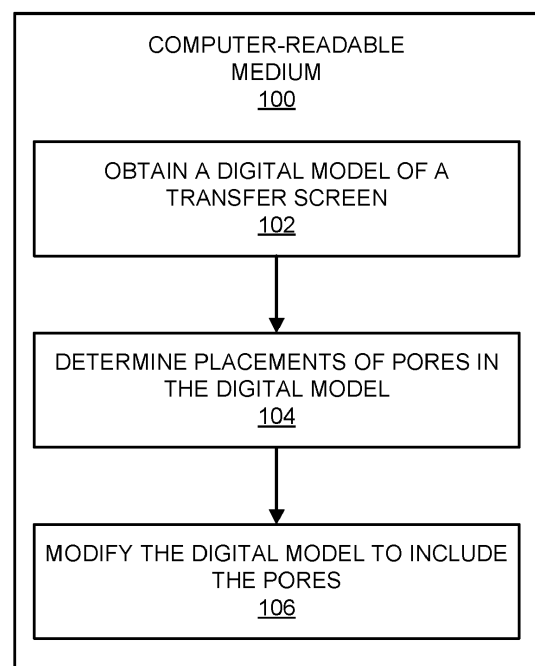 COMPUTER-READABLE
MEDIUM
100
OBTAIN A DIGITAL MODEL OF A
TRANSFER SCREEN
102
DETERMINE PLACEMENTS OF PORES IN
THE DIGITAL MODEL
104
MODIFY THE DIGITAL MODEL TO INCLUDE
THE PORES
106